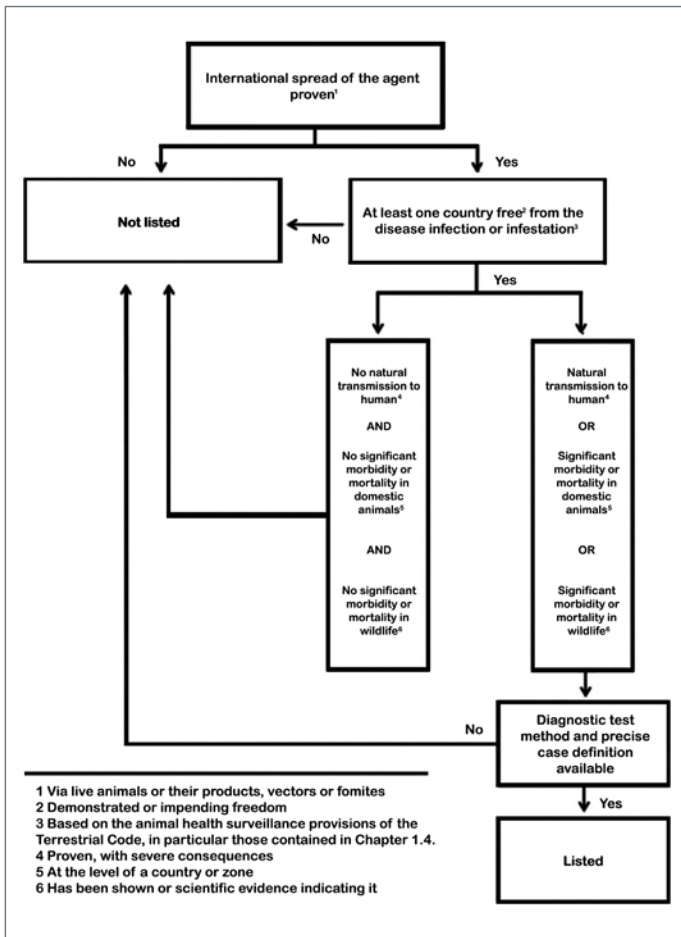 International spread of the agent
proven¹
No
Yes
Not listed
No
At least one country free² from the
disease infection or infestation³
Yes
No natural
transmission to
human⁴
AND
No significant
morbidity or
mortality in
domestic
animals⁵
AND
No significant
morbidity or
mortality in
wildlife⁶
Natural
transmission to
human⁴
OR
Significant
morbidity or
mortality in
domestic
animals⁵
OR
Significant
morbidity or
mortality in
wildlife⁶
No
Diagnostic test
method and precise
case definition
available
Yes
Listed
1 Via live animals or their products, vectors or fomites
2 Demonstrated or impending freedom
3 Based on the animal health surveillance provisions of the
Terrestrial Code, in particular those contained in Chapter 1.4.
4 Proven, with severe consequences
5 At the level of a country or zone
6 Has been shown or scientific evidence indicating it